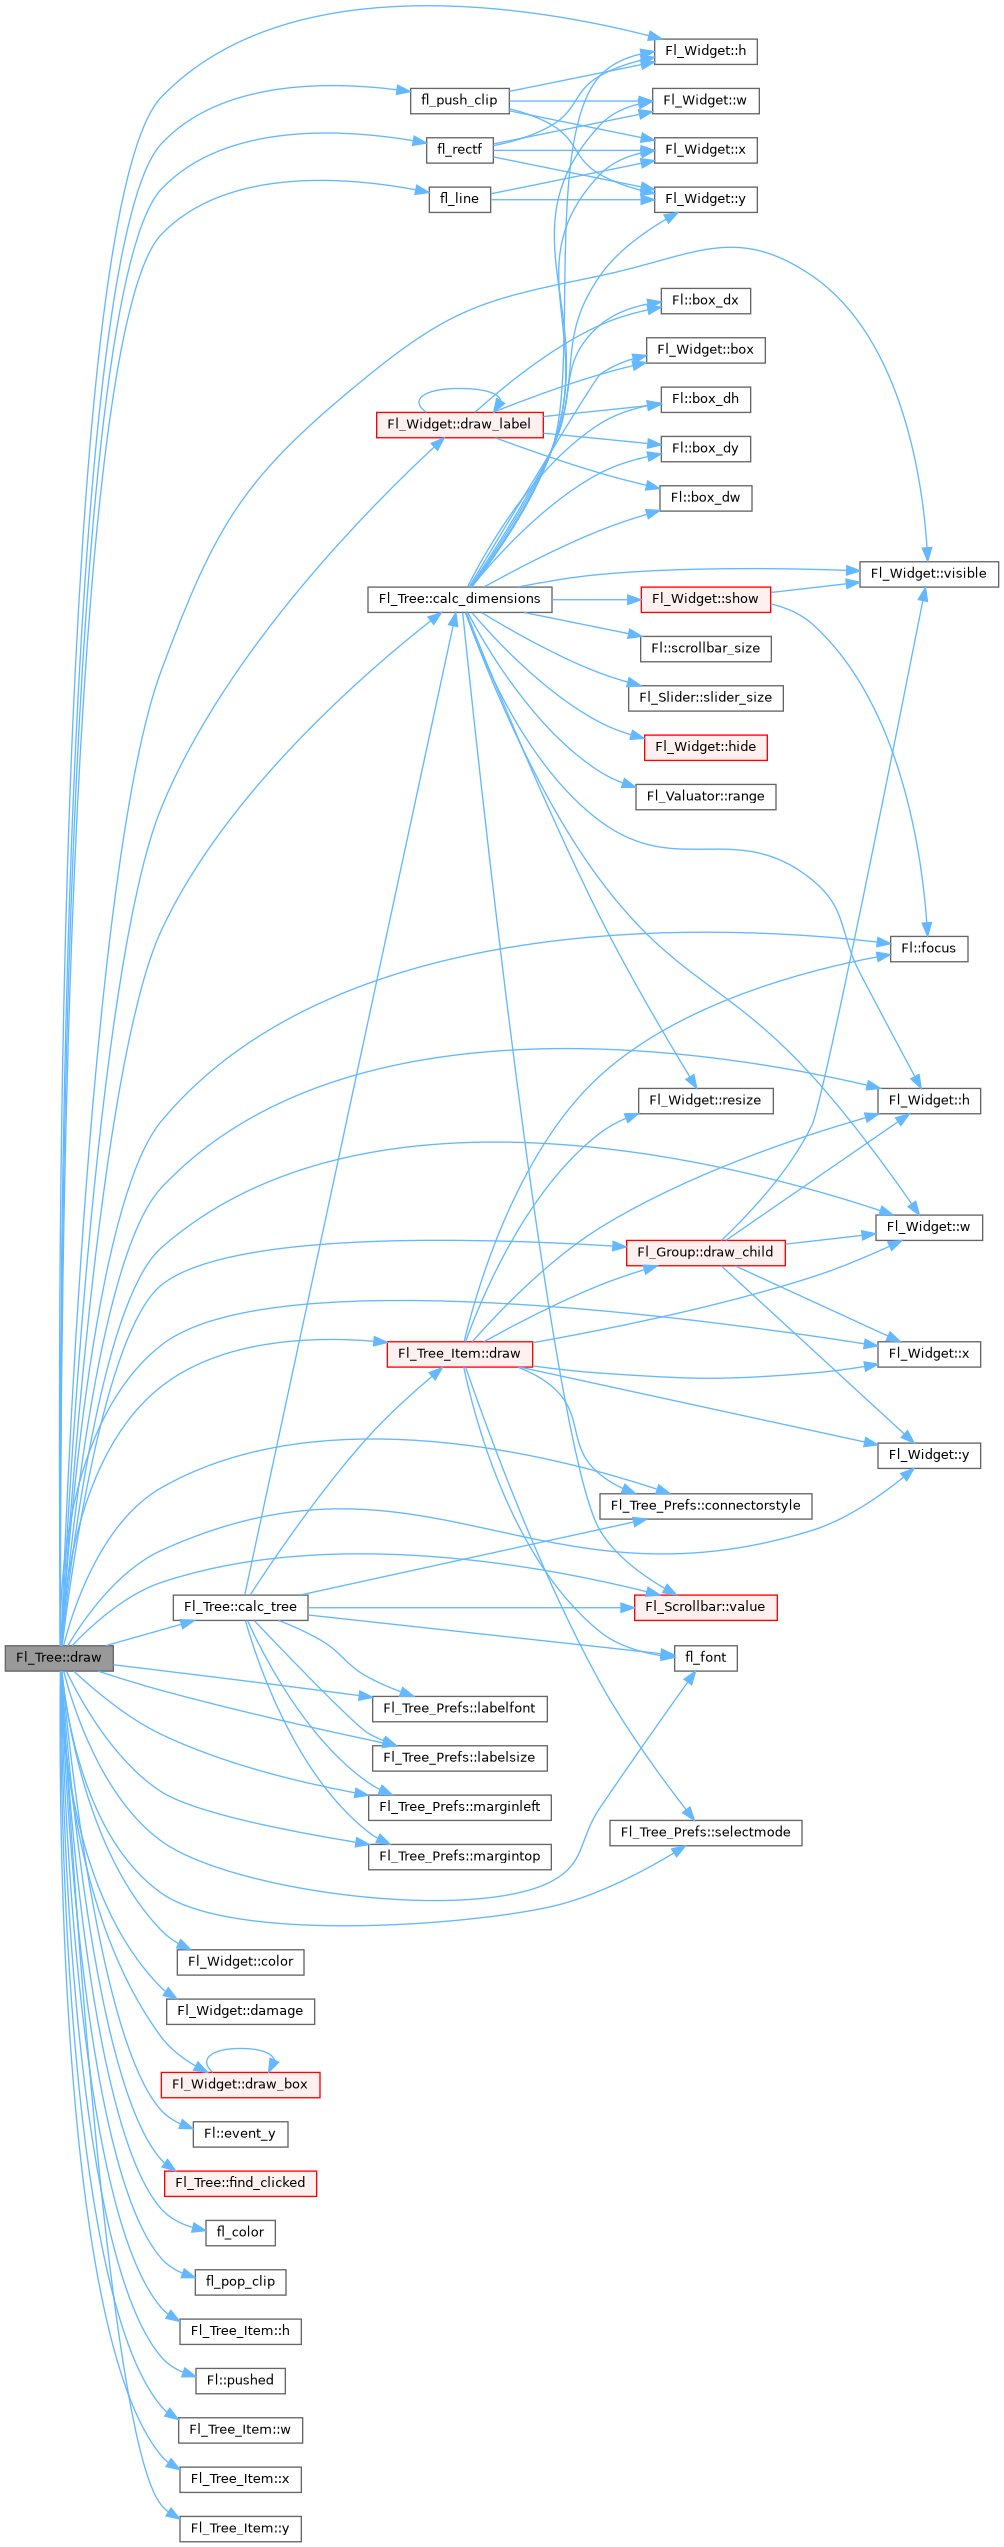 Fl_Widget::h
fl_push_clip
Fl_Widget::w
fl_rectf
Fl_Widget::x
fl_line
Fl_Widget::y
Fl::box_dx
Fl_Widget::box
Fl::box_dh
Fl_Widget::draw_label
Fl::box_dy
Fl::box_dw
Fl_Widget::visible
Fl_Tree::calc_dimensions
Fl_Widget::show
Fl::scrollbar_size
Fl_Slider::slider_size
Fl_Widget::hide
Fl_Valuator::range
Fl::focus
Fl_Widget::resize
Fl_Widget::h
Fl_Widget::w
Fl_Group::draw_child
Fl_Tree_Item::draw
Fl_Widget::x
Fl_Widget::y
Fl_Tree_Prefs::connectorstyle
Fl_Tree::calc_tree
Fl_Scrollbar::value
Fl_Tree::draw
fl_font
Fl_Tree_Prefs::labelfont
Fl_Tree_Prefs::labelsize
Fl_Tree_Prefs::marginleft
Fl_Tree_Prefs::selectmode
Fl_Tree_Prefs::margintop
Fl_Widget::color
Fl_Widget::damage
Fl_Widget::draw_box
Fl::event_y
Fl_Tree::find_clicked
fl_color
fl_pop_clip
Fl_Tree_Item::h
Fl::pushed
Fl_Tree_Item::w
Fl_Tree_Item::x
Fl_Tree_Item::y